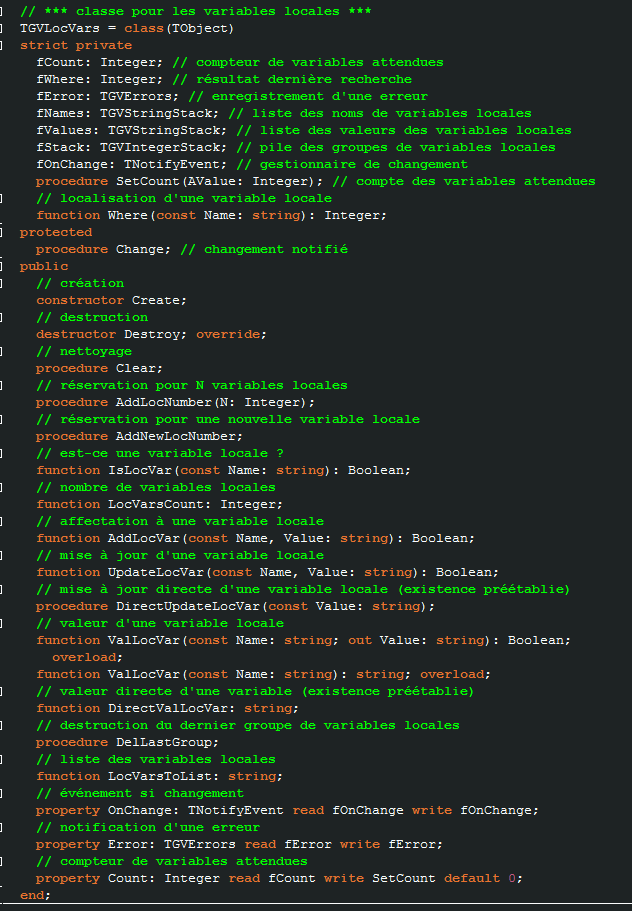 // *** classe pour les variables locales ***
TGVLocVars = class(TObject)
strict private
fCount: Integer; // compteur de variables attendues
fWhere: Integer; // résultat dernière recherche
fError: TGVErrors; // enregistrement d'une erreur
fNames: TGVStringStack; // liste des noms de variables locales
fValues: TGVStringStack; // liste des valeurs des variables locales
fStack: TGVIntegerStack; // pile des groupes de variables locales
fOnChange: TNotifyEvent; // gestionnaire de changement
procedure SetCount(AValue: Integer); // compte des variables attendues
// localisation d'une variable locale
function Where(const Name: string): Integer;
protected
procedure Change; // changement notifié
public
// création
constructor Create;
// destruction
destructor Destroy; override;
// nettoyage
procedure Clear;
// réservation pour N variables locales
procedure AddLocNumber(N: Integer);
// réservation pour une nouvelle variable locale
procedure AddNewLocNumber;
// est-ce une variable locale ?
function IsLocVar(const Name: string): Boolean;
// nombre de variables locales
function LocVarsCount: Integer;
// affectation à une variable locale
function AddLocVar(const Name, Value: string): Boolean;
// mise à jour d'une variable locale
function UpdateLocVar(const Name, Value: string): Boolean;
// mise à jour directe d'une variable locale (existence préétablie)
procedure DirectUpdateLocVar(const Value: string);
// valeur d'une variable locale
function ValLocVar(const Name: string; out Value: string): Boolean;
overload;
function ValLocVar(const Name: string): string; overload;
// valeur directe d'une variable (existence préétablie)
function DirectValLocVar: string;
// destruction du dernier groupe de variables locales
procedure DelLastGroup;
// liste des variables locales
function LocVarsToList: string;
// événement si changement
property OnChange: TNotifyEvent read fOnChange write fOnChange;
// notification d'une erreur
property Error: TGVErrors read fError write fError;
// compteur de variables attendues
property Count: Integer read fCount write SetCount default 0;
end;